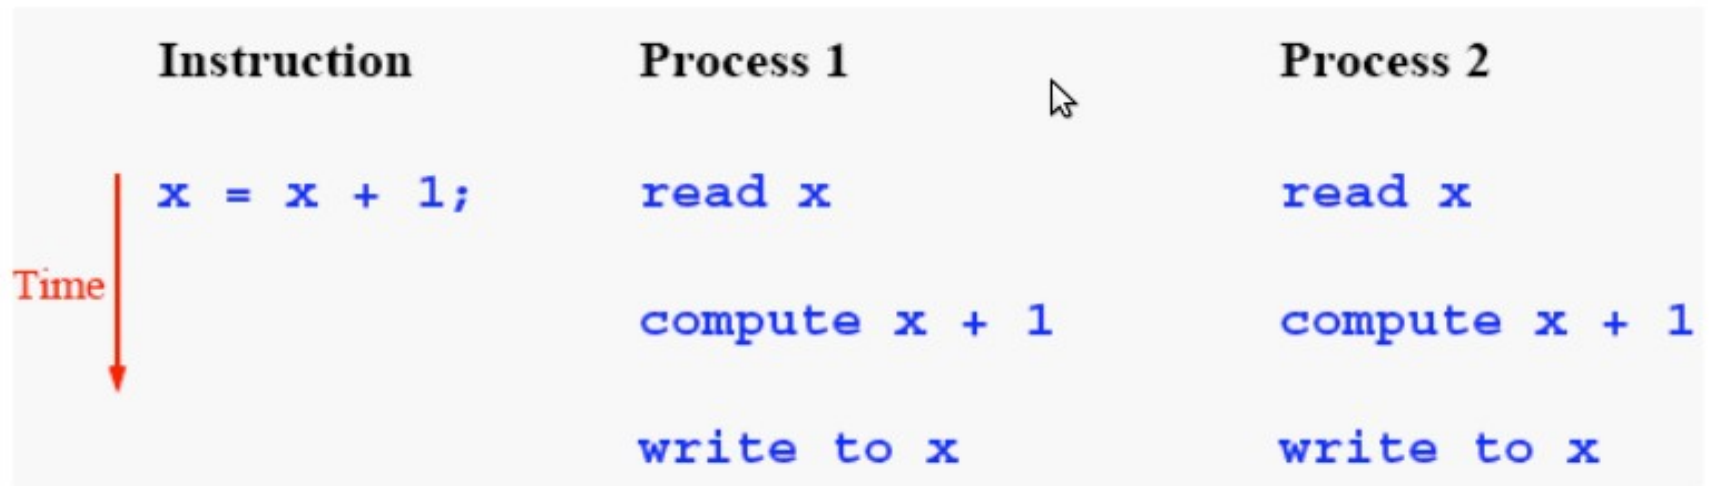 Instruction Process 1 Process 2
x = x + 1; read x read x
Time
compute x + 1 compute x + 1
write to x write to x